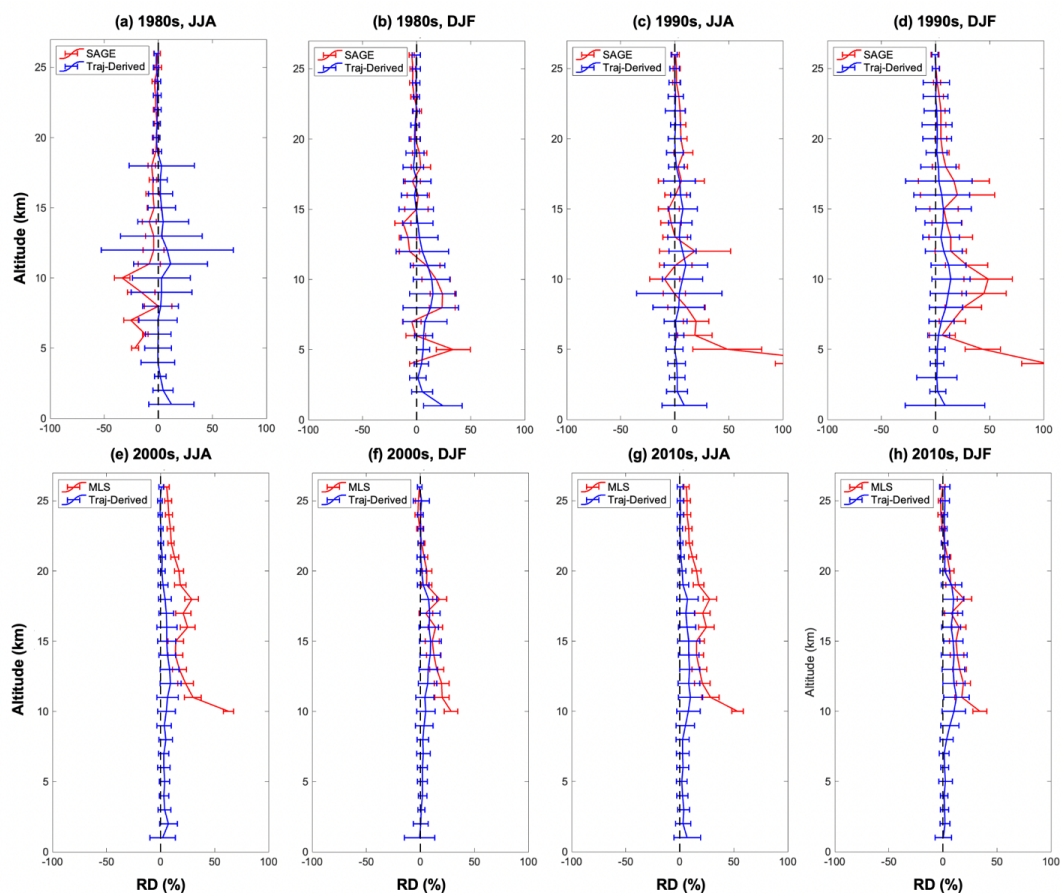 (a) 1980s, JJA
(b) 1980s, DJF
(c) 1990s, JJA
(d) 1990s, DJF
SAGE
Traj-Derived
SAGE
Traj-Derived
SAGE
Traj-Derived
SAGE
Traj-Derived
Altitude (km)
25
20
15
10
5
0
25
20
15
10
5
0
25
20
15
10
5
0
25
20
15
10
5
0
-100 -50 0 50 100
-100 -50 0 50 100
-100 -50 0 50 100
-100 -50 0 50 100
(e) 2000s, JJA
(f) 2000s, DJF
(g) 2010s, JJA
(h) 2010s, DJF
MLS
Traj-Derived
MLS
Traj-Derived
MLS
Traj-Derived
MLS
Traj-Derived
Altitude (km)
25
20
15
10
5
0
25
20
15
10
5
0
25
20
15
10
5
0
Altitude (km)
25
20
15
10
5
0
-100 -50 0 50 100
-100 -50 0 50 100
-100 -50 0 50 100
-100 -50 0 50 100
RD (%)
RD (%)
RD (%)
RD (%)